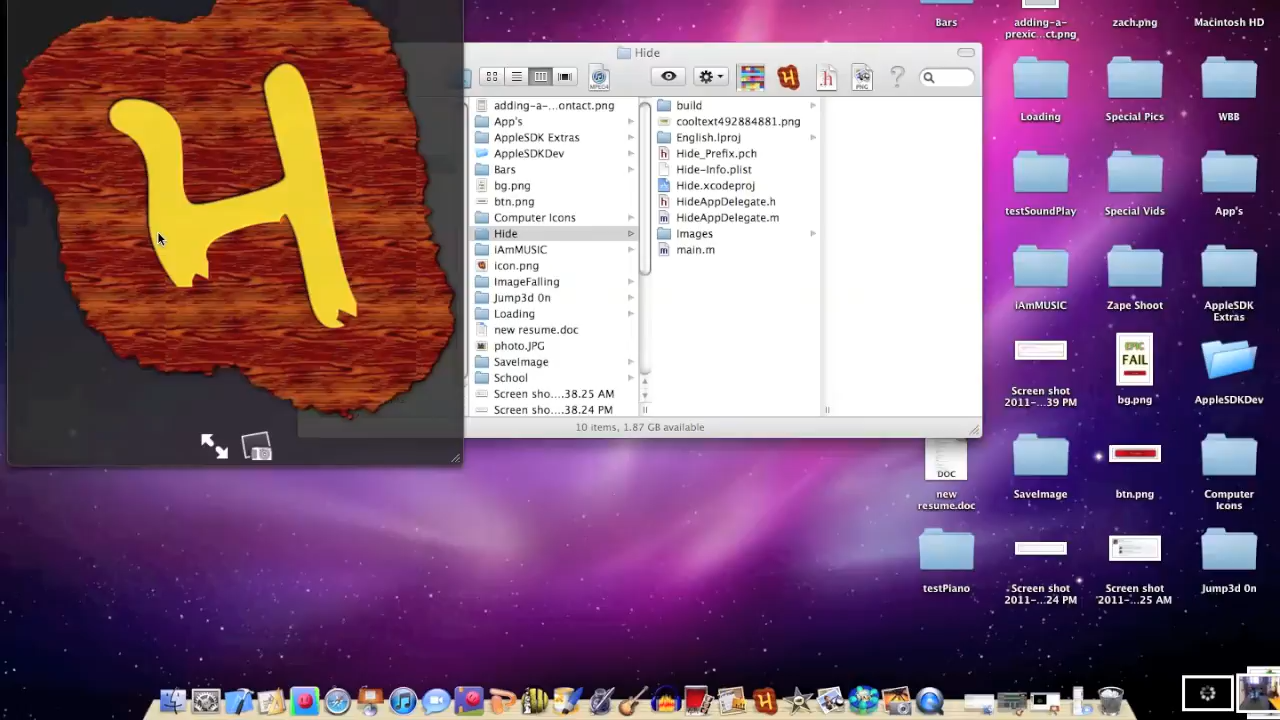 H
Hide
MPEG4
.h
PNG
?
adding-a-...ontact.png
App's
AppleSDK Extras
AppleSDKDev
Bars
bg.png
btn.png
Computer Icons
Hide
iAmMUSIC
icon.png
ImageFalling
Jump3d 0n
Loading
new resume.doc
photo.JPG
SaveImage
School
Screen sho....38.25 AM
Screen sho....38.24 PM
build
cooltext492884881.png
English.lproj
Hide_Prefix.pch
Hide-Info.plist
Hide.xcodeproj
HideAppDelegate.h
HideAppDelegate.m
Images
main.m
10 items, 1.87 GB available
Bars
adding-a-
prexic...ct.png
zach.png
Macintosh HD
Loading
Special Pics
WBB
testSoundPlay
Special Vids
App's
iAmMUSIC
Zape Shoot
AppleSDK
Extras
Screen shot
2011-...39 PM
EPIC
FAIL
bg.png
AppleSDKDev
DOC
new
resume.doc
SaveImage
btn.png
Computer
Icons
testPiano
Screen shot
2011-...24 PM
Screen shot
2011-...25 AM
Jump3d 0n